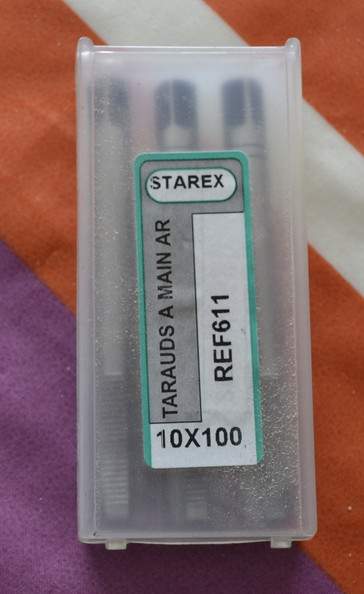 STAREX
TARAUDS A MAIN AR
REF611
10X100